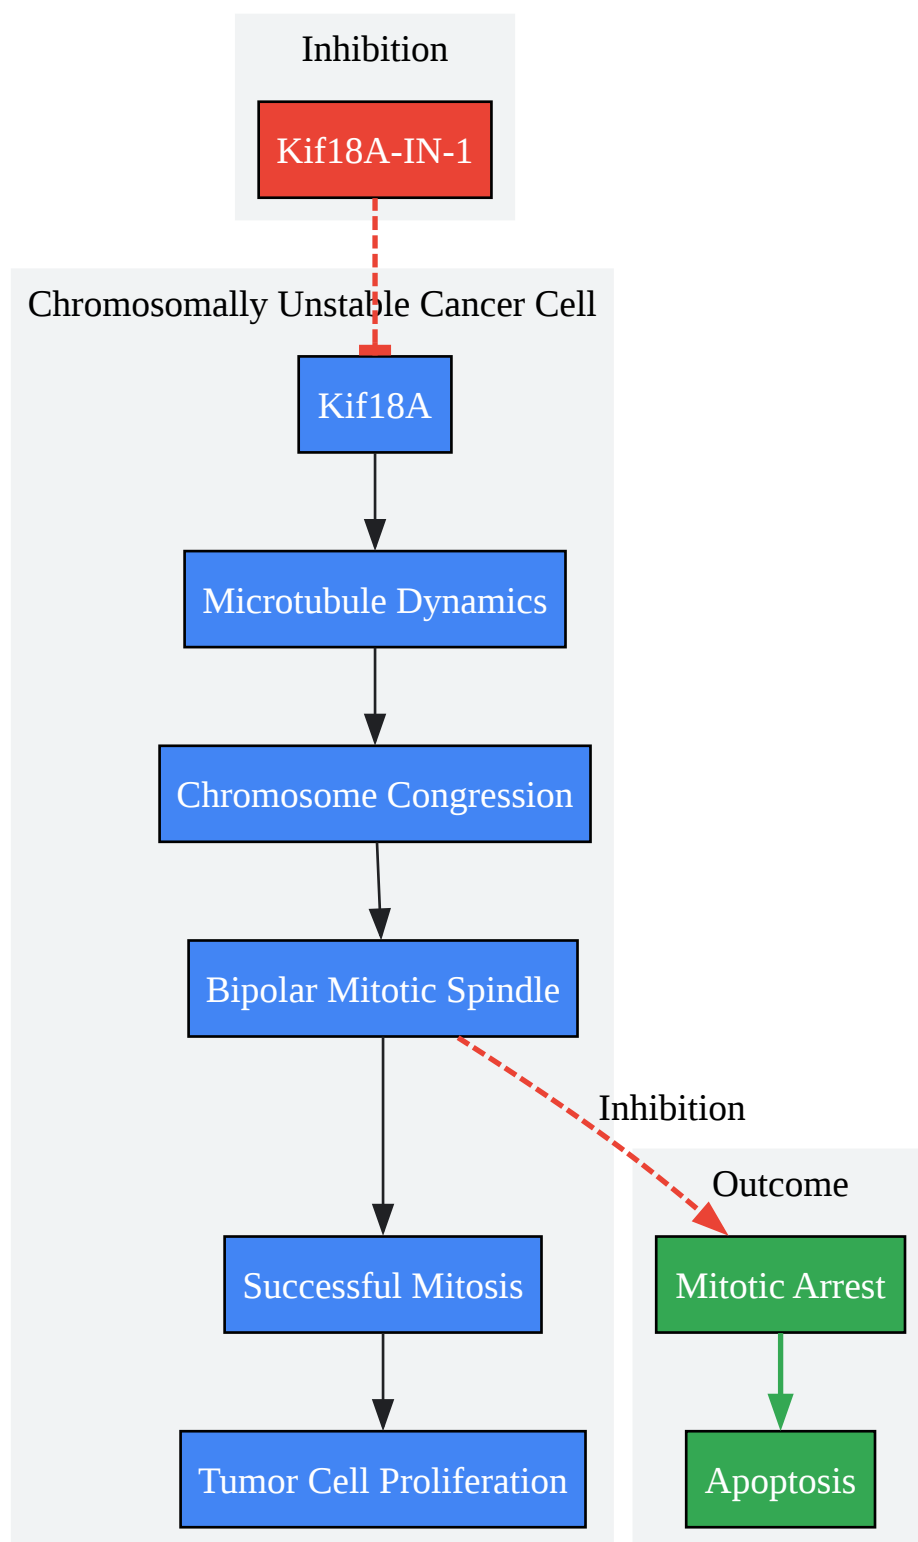 Inhibition
Kif18A-IN-1
Chromosomally Unstable Cancer Cell
Kif18A
Microtubule Dynamics
Chromosome Congression
Bipolar Mitotic Spindle
Inhibition
Outcome
Successful Mitosis
Mitotic Arrest
Tumor Cell Proliferation
Apoptosis